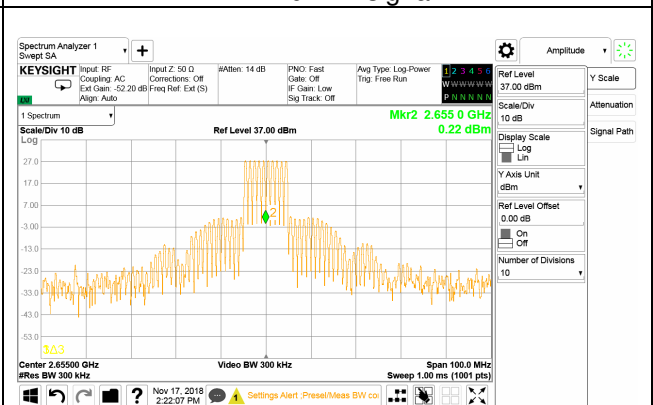 Spectrum Analyzer 1
Swept SA
Amplitude
KEYSIGHT
Input: RF
Coupling: AC
Ext Gain: -52.20 dB
Align: Auto
Input Z: 50 Ω
Corrections: Off
Freq Ref: Ext (S)
#Atten: 14 dB
PNO: Fast
Gate: Off
IF Gain: Low
Sig Track: Off
Avg Type: Log-Power
Trig: Free Run
1 2 3 4 5 6
W W W W W W
P N N N N N
1 Spectrum
Mkr2 2.655 0 GHz
Scale/Div 10 dB
Ref Level 37.00 dBm
0.22 dBm
Log
27.0
17.0
7.00
-3.00
-13.0
-23.0
-33.0
-43.0
-53.0
2
Center 2.65500 GHz
Video BW 300 kHz
Span 100.0 MHz
#Res BW 300 kHz
Sweep 1.00 ms (1001 pts)
Nov 17, 2018
2:22:07 PM
Settings Alert ;Presel/Meas BW
Ref Level
37.00 dBm
Scale/Div
10 dB
Display Scale
Log
Lin
Y Axis Unit
dBm
Ref Level Offset
0.00 dB
On
Off
Number of Divisions
10
Y Scale
Attenuation
Signal Path